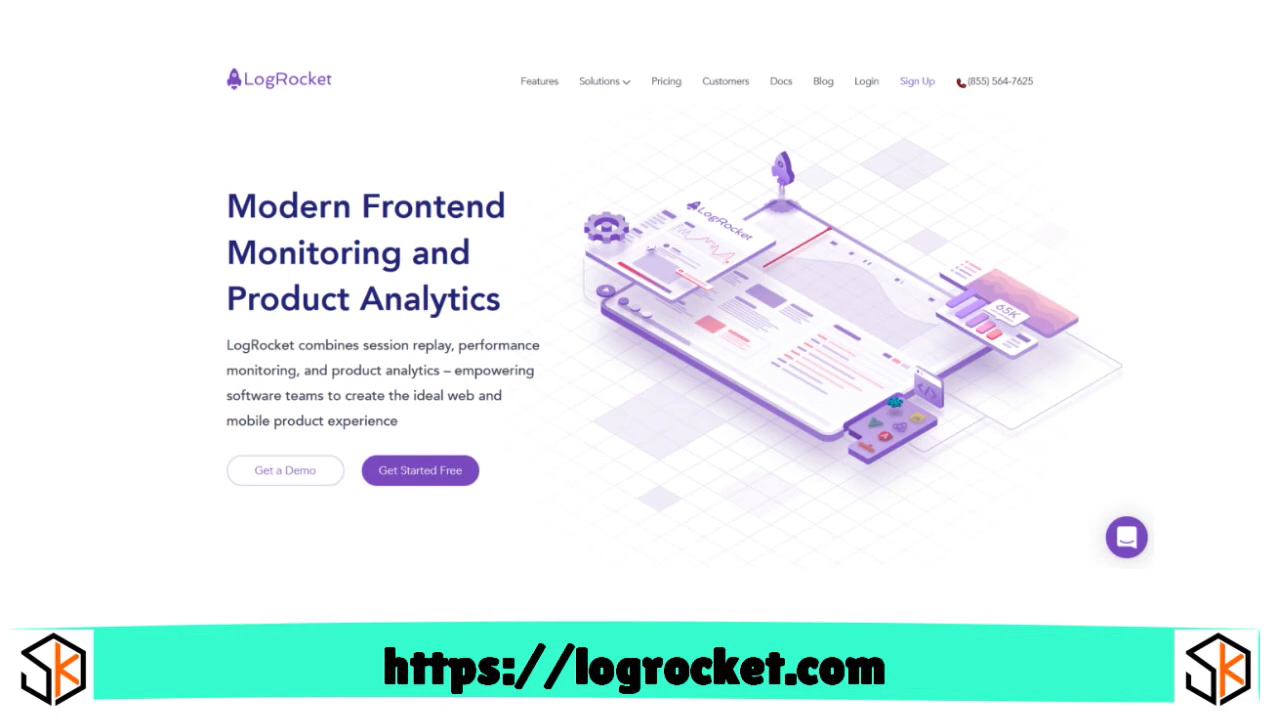 LogRocket
Features Solutions Pricing Customers Docs Blog Login Sign Up (855) 564-7625
LogRocket
65K
Modern Frontend
Monitoring and
Product Analytics
LogRocket combines session replay, performance
monitoring, and product analytics – empowering
software teams to create the ideal web and
mobile product experience
Get a Demo Get Started Free
SK https://logrocket.com SK